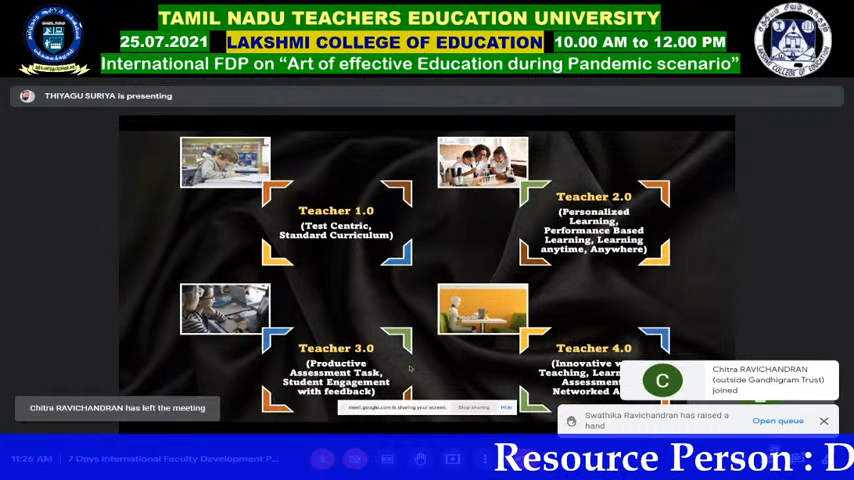 TAMIL NADU TEACHERS EDUCATION UNIVERSITY
25.07.2021 LAKSHMI COLLEGE OF EDUCATION 10.00 AM to 12.00 PM
International FDP on “Art of effective Education during Pandemic scenario”
THIYAGU SURIYA is presenting
Teacher 1.0
(Test Centric,
Standard Curriculum)
Teacher 2.0
(Personalized
Learning,
Performance Based
Learning, Learning
anytime, Anywhere)
Teacher 3.0
(Productive
Assessment Task,
Student Engagement
with feedback)
Teacher 4.0
(Innovative
Teaching,
Assessment
Networked
Chitra RAVICHANDRAN
(outside Gandhigram Trust)
joined
C
Chitra RAVICHANDRAN has left the meeting
meet.google.com is sharing your screen. Stop sharing Hide
Swathika Ravichandran has raised a
hand
Open queue
11:26 AM | 7 Days International Faculty Development P...
Resource Person : D